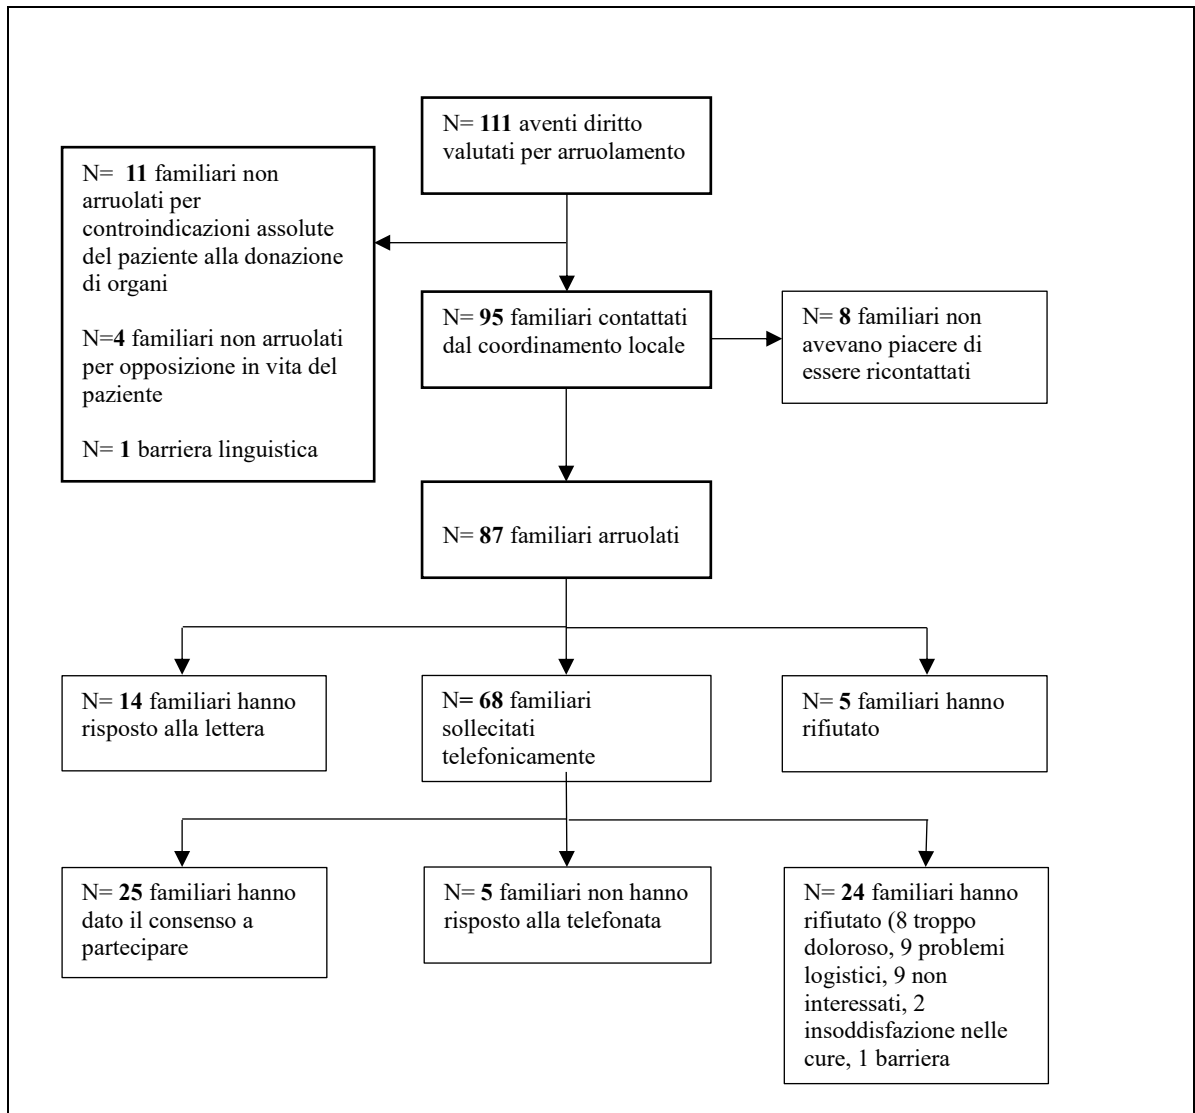 N= 111 aventi diritto
valutati per arruolamento
N=  11 familiari non
arruolati per
controindicazioni assolute
del paziente alla donazione
di organi
N=4 familiari non arruolati
per opposizione in vita del
paziente
N= 1 barriera linguistica
N= 95 familiari contattati
dal coordinamento locale
N= 8 familiari non
avevano piacere di
essere ricontattati
N= 87 familiari arruolati
N= 14 familiari hanno
risposto alla lettera
N= 68 familiari
sollecitati
telefonicamente
N= 5 familiari hanno
rifiutato
N= 25 familiari hanno
dato il consenso a
partecipare
N= 5 familiari non hanno
risposto alla telefonata
N= 24 familiari hanno
rifiutato (8 troppo
doloroso, 9 problemi
logistici, 9 non
interessati, 2
insoddisfazione nelle
cure, 1 barriera